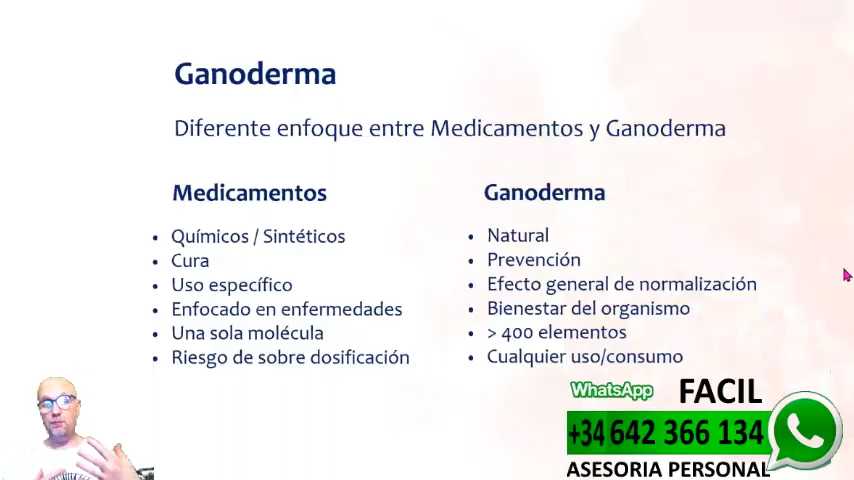 Ganoderma
Diferente enfoque entre Medicamentos y Ganoderma
Medicamentos
• Químicos / Sintéticos
• Cura
• Uso específico
• Enfocado en enfermedades
• Una sola molécula
• Riesgo de sobre dosificación
Ganoderma
• Natural
• Prevención
• Efecto general de normalización
• Bienestar del organismo
• > 400 elementos
• Cualquier uso/consumo
WhatsApp FACIL
+34 642 366 134
ASESORIA PERSONAL